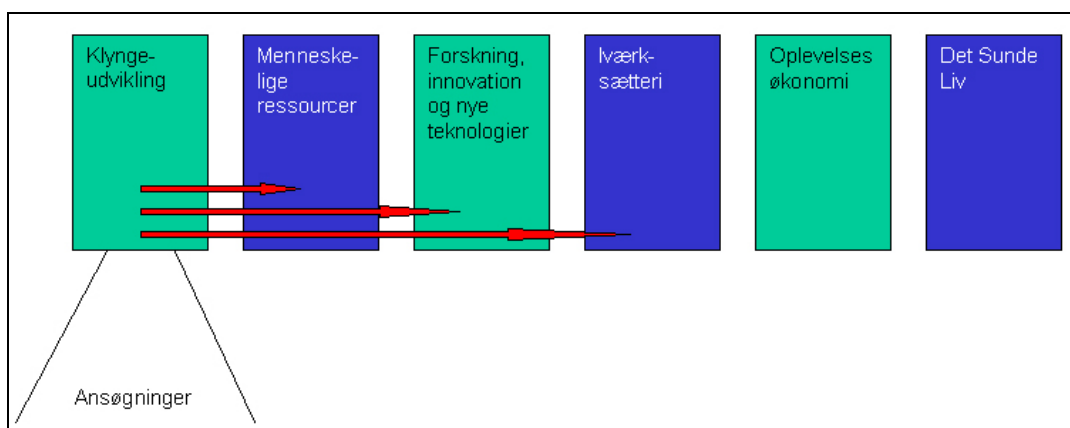 Klynge-
udvikling
Menneske-
lige
ressourcer
Forskning,
innovation
og nye
teknologier
Iværk-
sætteri
Oplevelses
økonomi
Det Sunde
Liv
Ansøgninger